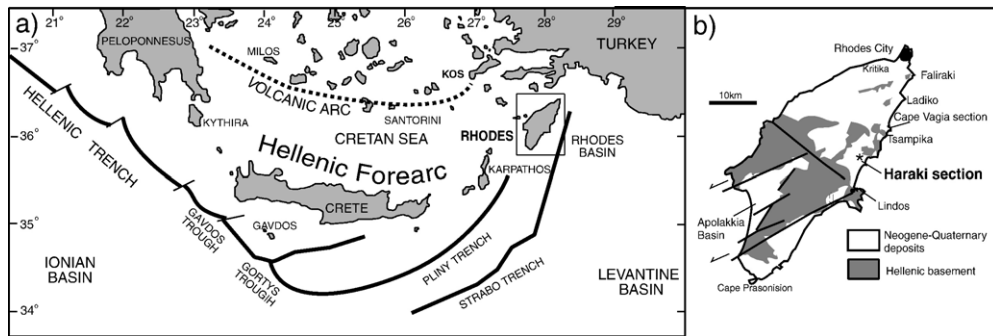 a)
21° 22° 23° 24° 25° 26° 27° 28° 29°
37°
36°
35°
34°
PELOPONNESUS
MILOS
TURKEY
KOS
VOLCANIC ARC
SANTORINI
KYTHIRA
CRETAN SEA
RHODES
RHODES
BASIN
HELLENIC TRENCH
Hellenic Forearc
KARPATHOS
CRETE
GAVDOS
TROUGH
GAVDOS
GORTYS
TROUGIH
PLINY TRENCH
STRABO TRENCH
IONIAN
BASIN
LEVANTINE
BASIN
b)
Rhodes City
Kritika
Faliraki
10km
Ladiko
Cape Vagia section
Tsampika
*
Haraki section
Lindos
Apolakkia
Basin
Neogene-Quaternary
deposits
Hellenic basement
Cape Prasonision